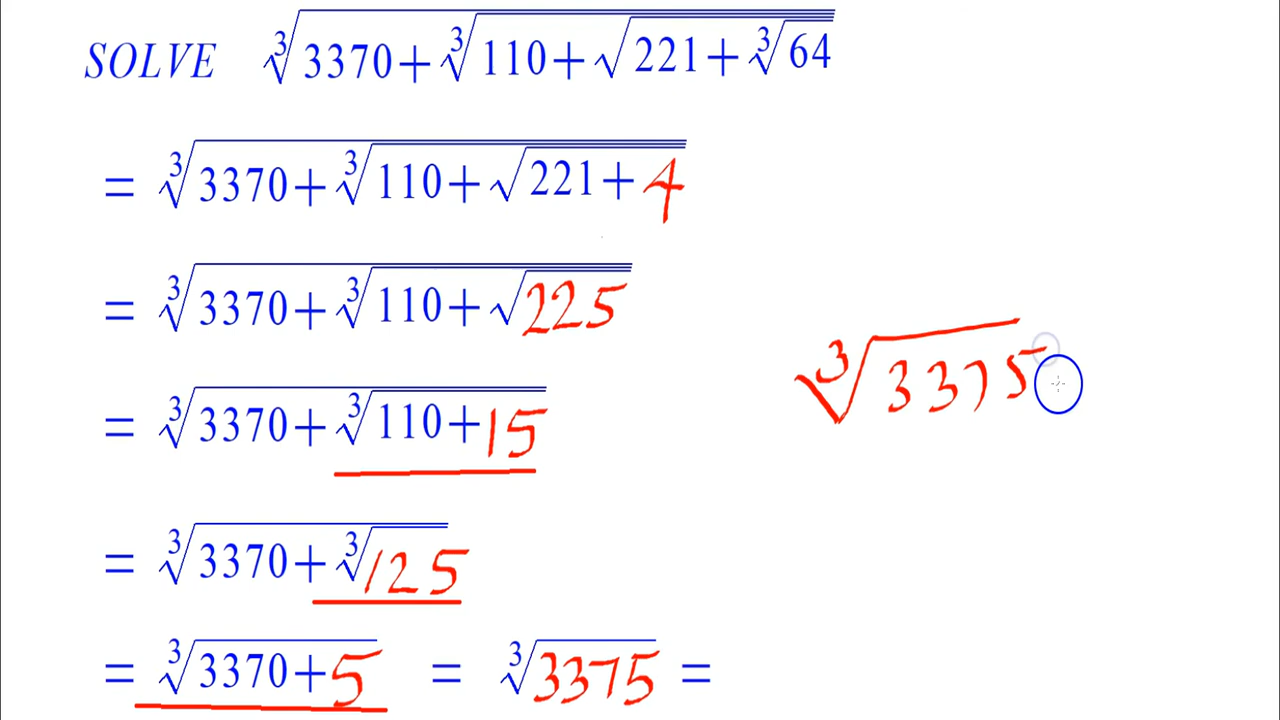 SOLVE ∛(3370+∛(110+√(221+∛64)))
= ∛(3370+∛(110+√(221+4)))
= ∛(3370+∛(110+√225))
= ∛(3370+∛(110+15))
∛3375
= ∛(3370+∛125)
= ∛(3370+5) = ∛3375 =